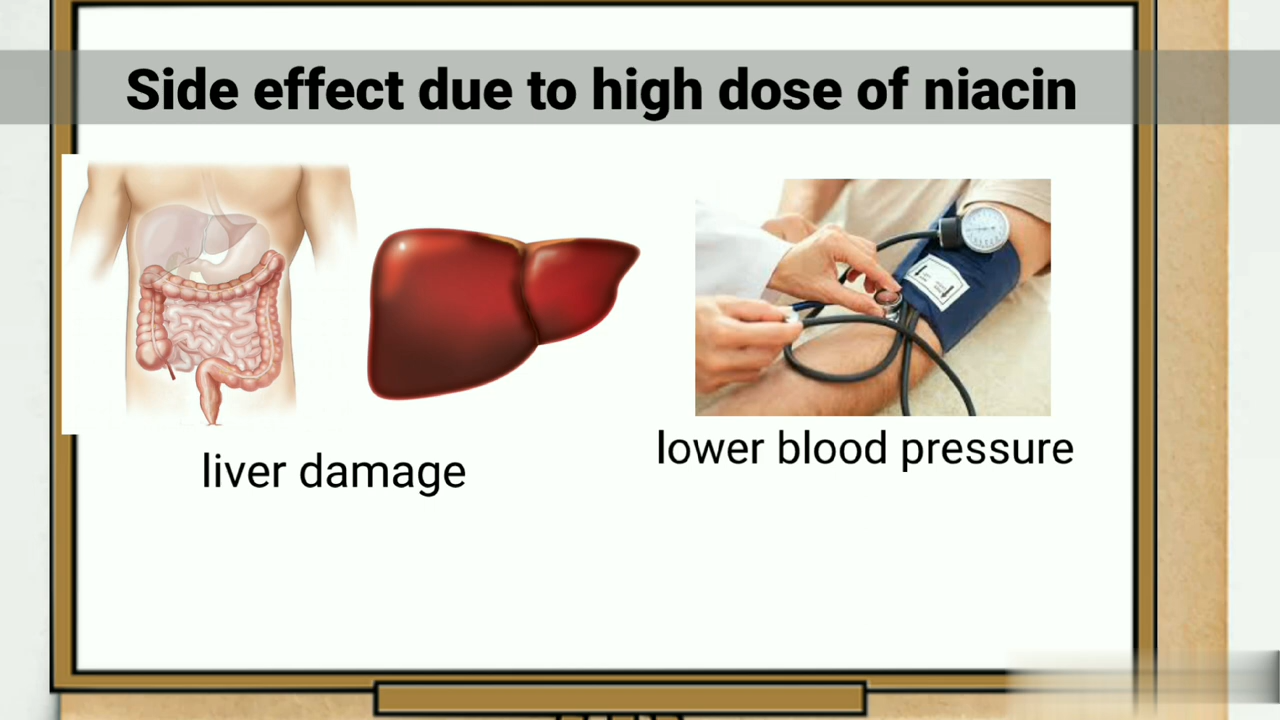 Side effect due to high dose of niacin
liver damage
lower blood pressure